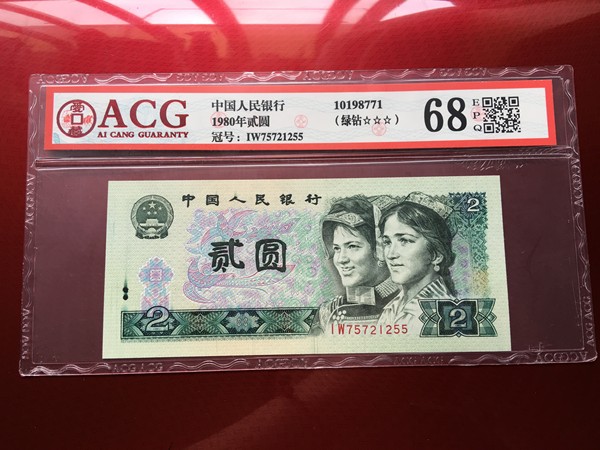 ACG
AI CANG GUARANTY
中国人民银行
1980年贰圆
冠号：IW75721255
10198771
（绿钻☆☆☆）
68
E
P
Q
中国人民银行
贰圆
2
2
2
IW75721255